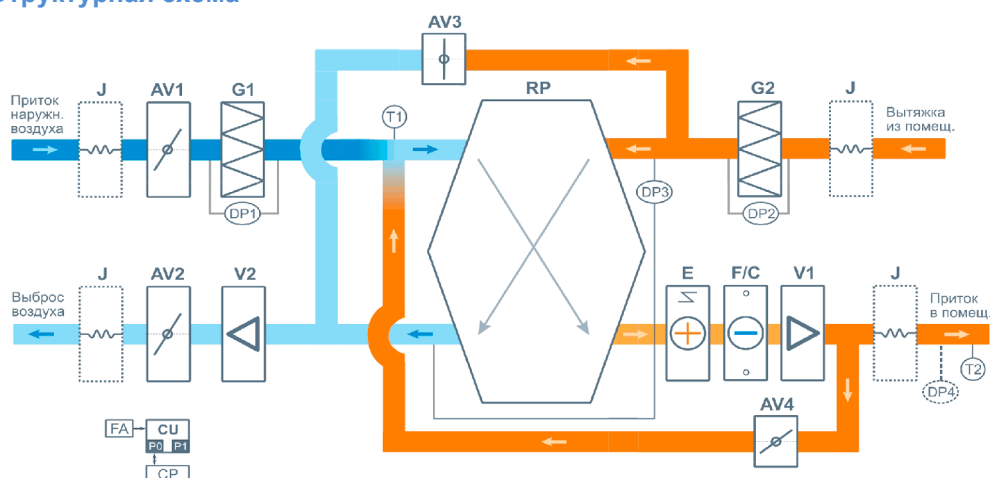 структурная схема
AV3
J
AV1
G1
RP
G2
J
Приток
наружн.
воздуха
T1
Вытяжка
из помещ.
DP1
DP3
DP2
J
AV2
V2
E
F/C
V1
J
Выброс
воздуха
Приток
в помещ.
T2
DP4
AV4
FA
CU
P0
P1
CP